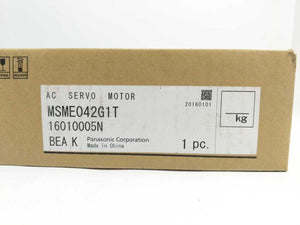 AC SERVO MOTOR
20160101
MSME042G1T
16010005N
kg
BEA K Panasonic Corporation
Made in China
1 pc.